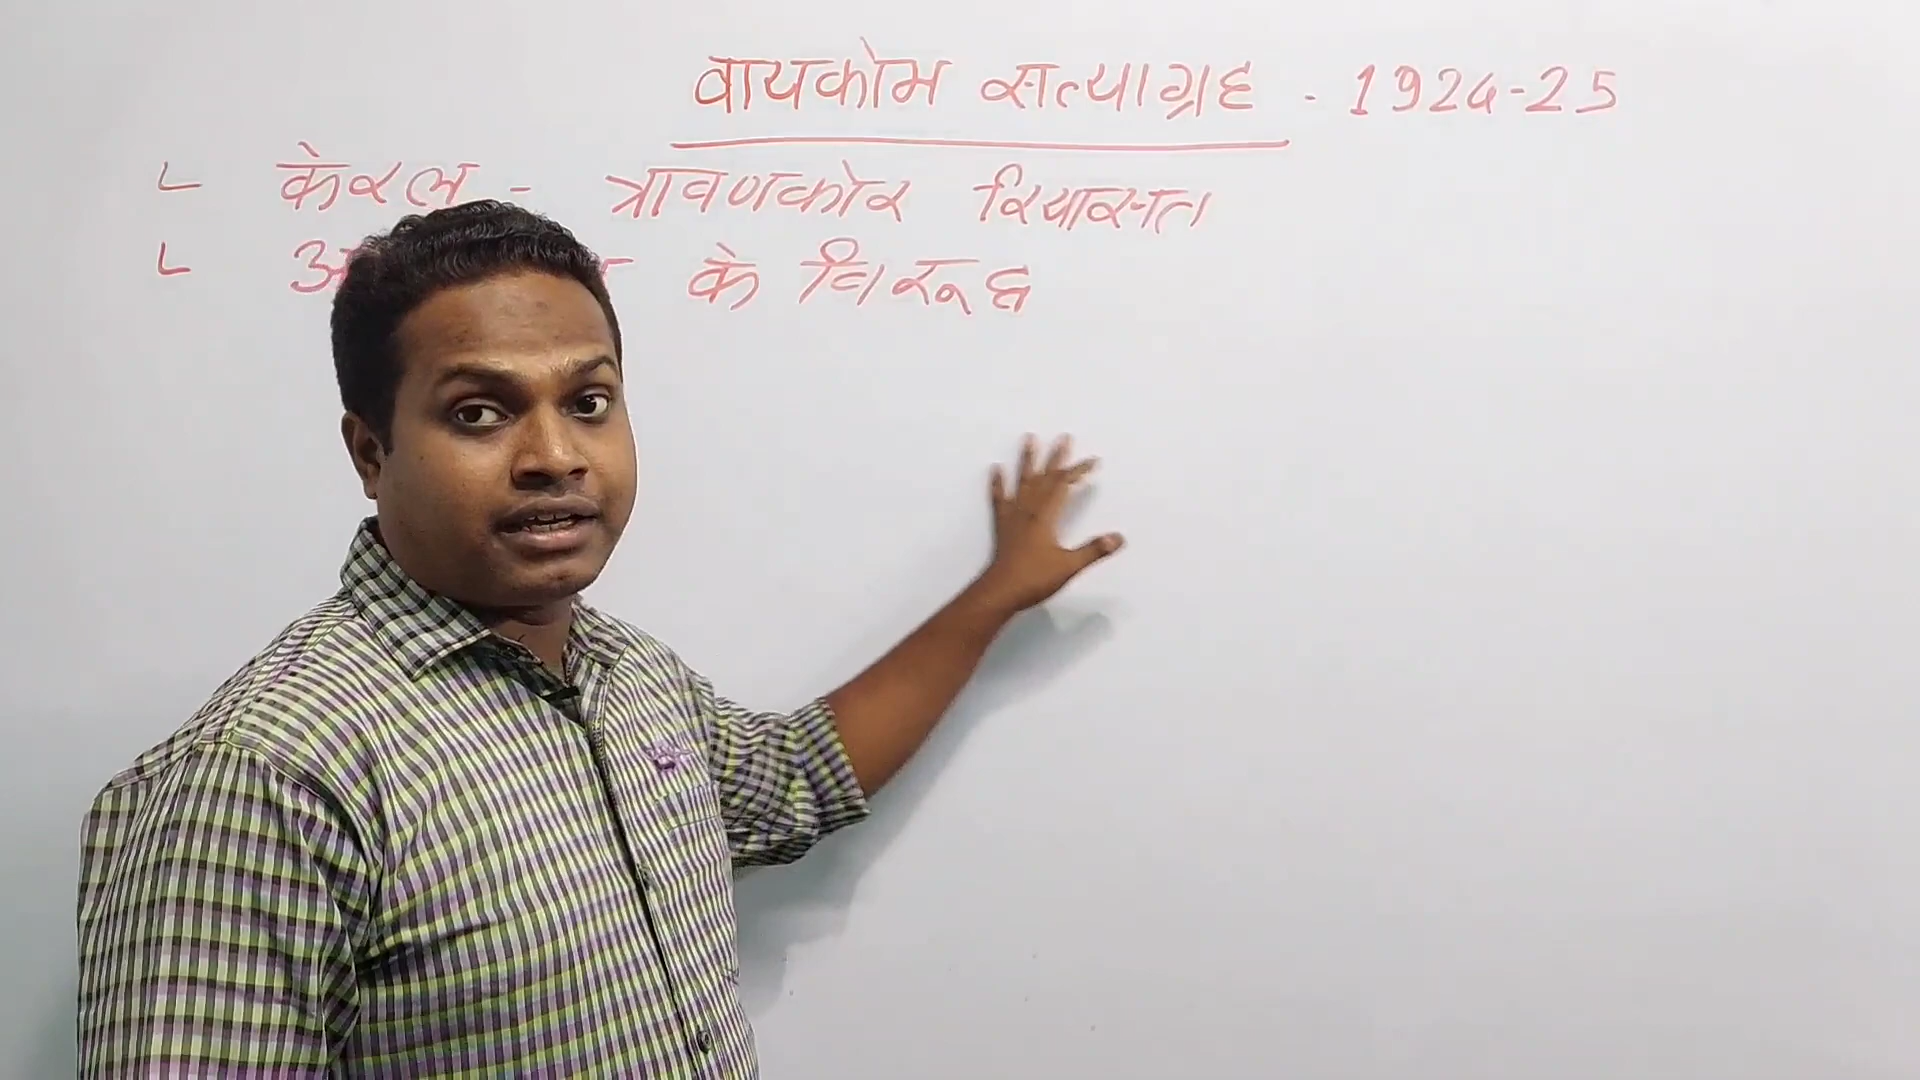 वायकोम सत्याग्रह - 1924-25
केरल - त्रावणकोर रियासत
के विरूद्ध